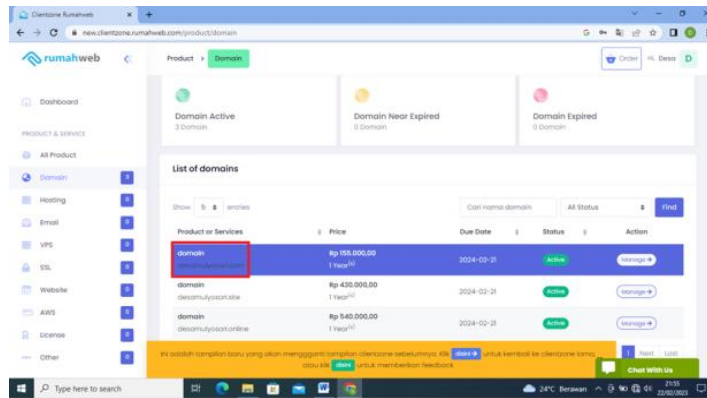 Clientzone Rumahweb
new.clientzone.rumahweb.com/product/domain
rumahweb
Product > Domain
Order
Hi, Desa D
Dashboard
PRODUCT & SERVICE
All Product
Domain
Hosting
Email
VPS
SSL
Website
AWS
License
Other
Domain Active
3 Domain
Domain Near Expired
0 Domain
Domain Expired
0 Domain
List of domains
Show 5 entries
Cari nama domain
All Status
Find
Product or Services Price Due Date Status Action
domain Rp 155.000,00
1 Year(s) 2024-02-21 Active Manage
domain Rp 430.000,00
desamulyosari.site 1 Year(s) Active Manage
domain Rp 540.000,00
desamulyosari.online 2024-02-21 Active Manage
Ini adalah tampilan baru yang akan mengganti tampilan clientzone sebelumnya. Klik disini untuk kembali ke clientzone lama,
atau klik disini untuk memberikan feedback
1 Next Last
Chat With Us
Type here to search
24°C Berawan
21:55
22/02/2023